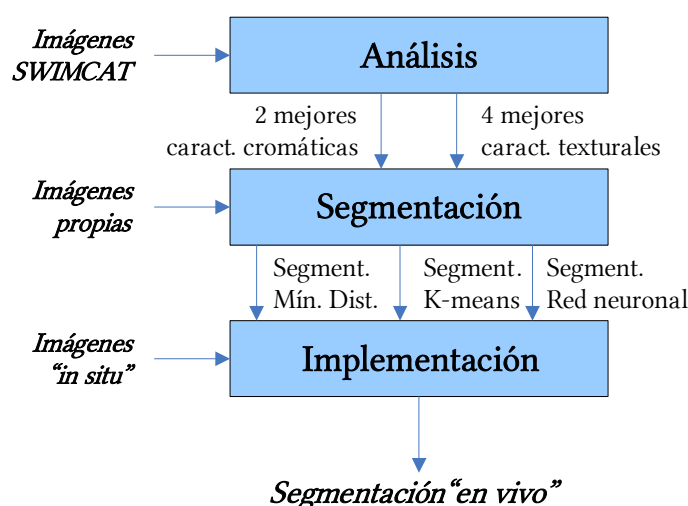 Imágenes
SWIMCAT
Análisis
2 mejores
caract. cromáticas
4 mejores
caract. texturales
Imágenes
propias
Segmentación
Segment.
Mín. Dist.
Segment.
K-means
Segment.
Red neuronal
Imágenes
“in situ”
Implementación
Segmentación“en vivo”